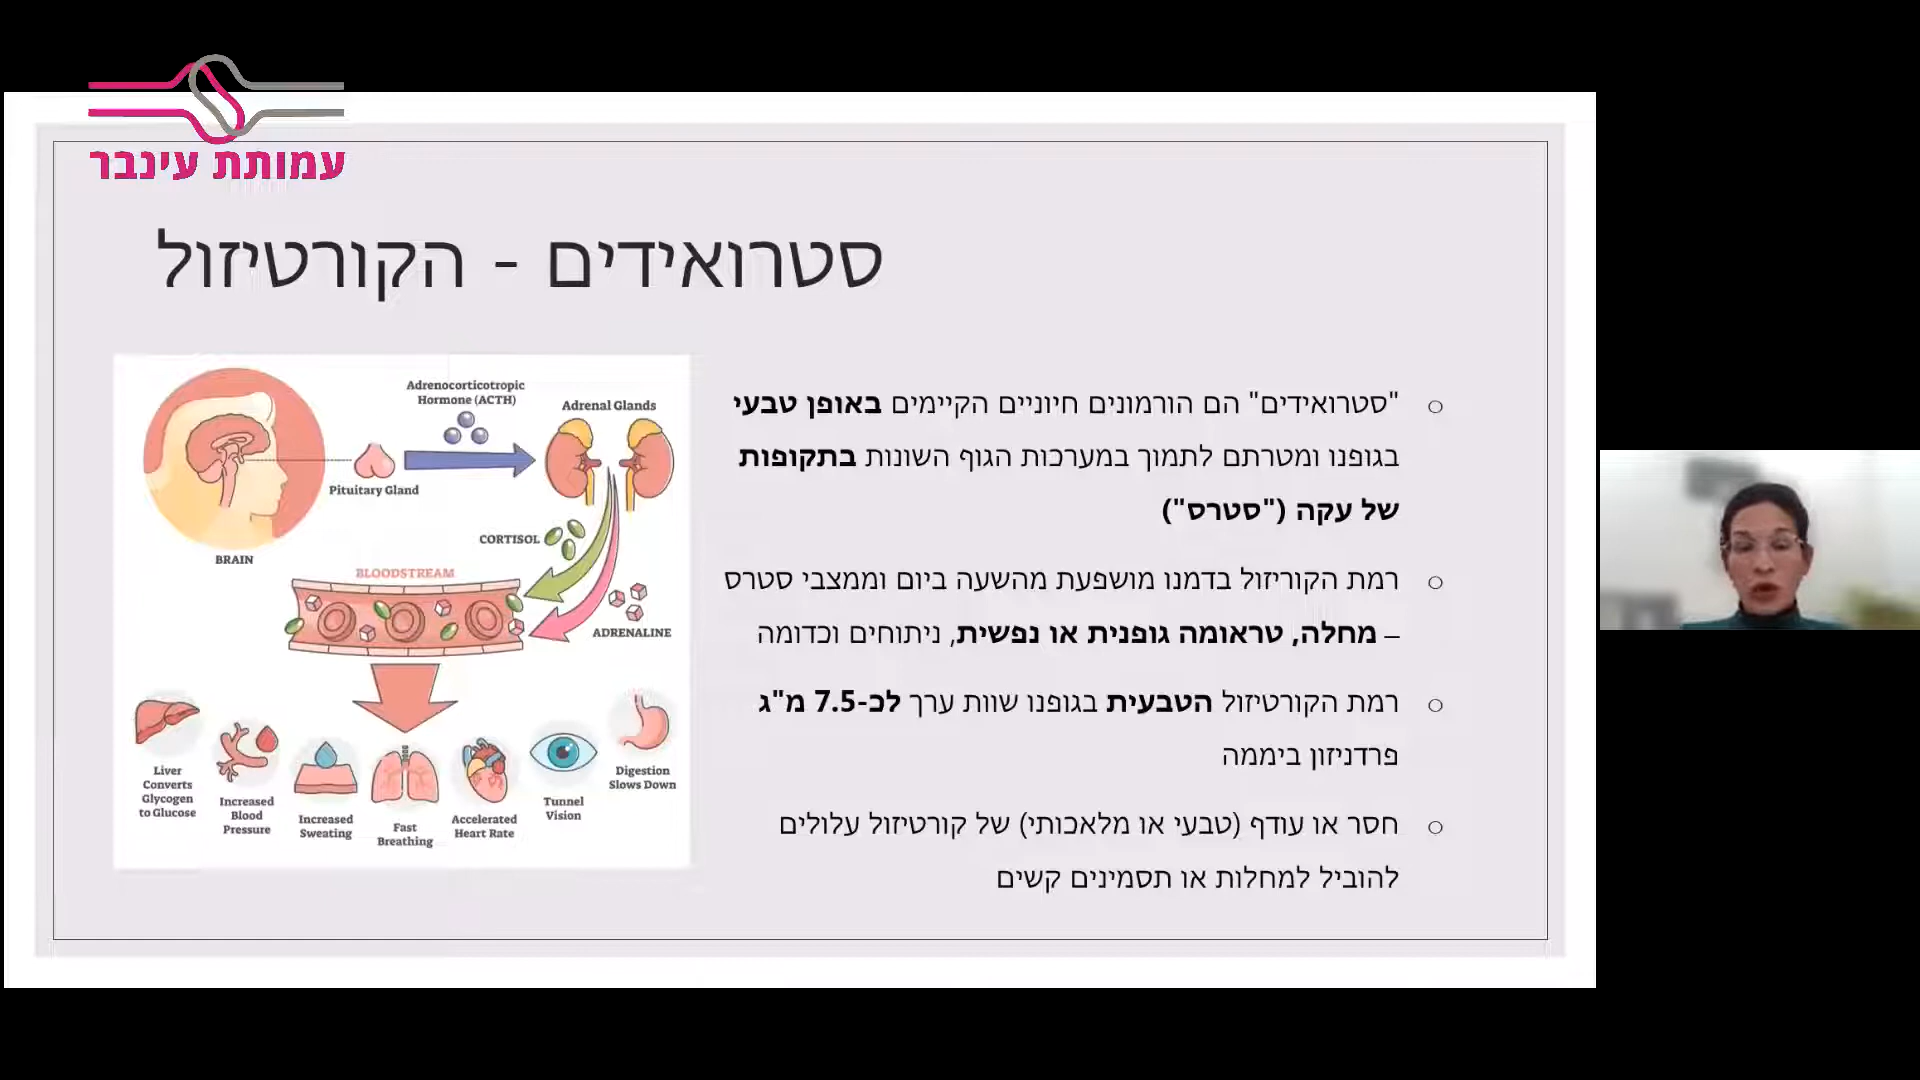 עמותת עינבר
סטרואידים - הקורטיזול
"סטרואידים" הם הורמונים חיוניים הקיימים באופן טבעי
בגופנו ומטרתם לתמוך במערכות הגוף השונות בתקופות
של עקה ("סטרס")
רמת הקוריזול בדמנו מושפעת מהשעה ביום וממצבי סטרס
– מחלה, טראומה גופנית או נפשית, ניתוחים וכדומה
רמת הקורטיזול הטבעית בגופנו שוות ערך לכ-7.5 מ"ג
פרדניזון ביממה
חסר או עודף (טבעי או מלאכותי) של קורטיזול עלולים
להוביל למחלות או תסמינים קשים
Adrenocorticotropic
Hormone (ACTH)
Adrenal Glands
Pituitary Gland
BRAIN
CORTISOL
BLOODSTREAM
ADRENALINE
Liver
Converts
Glycogen
to Glucose
Increased
Blood
Pressure
Increased
Sweating
Fast
Breathing
Accelerated
Heart Rate
Tunnel
Vision
Digestion
Slows Down